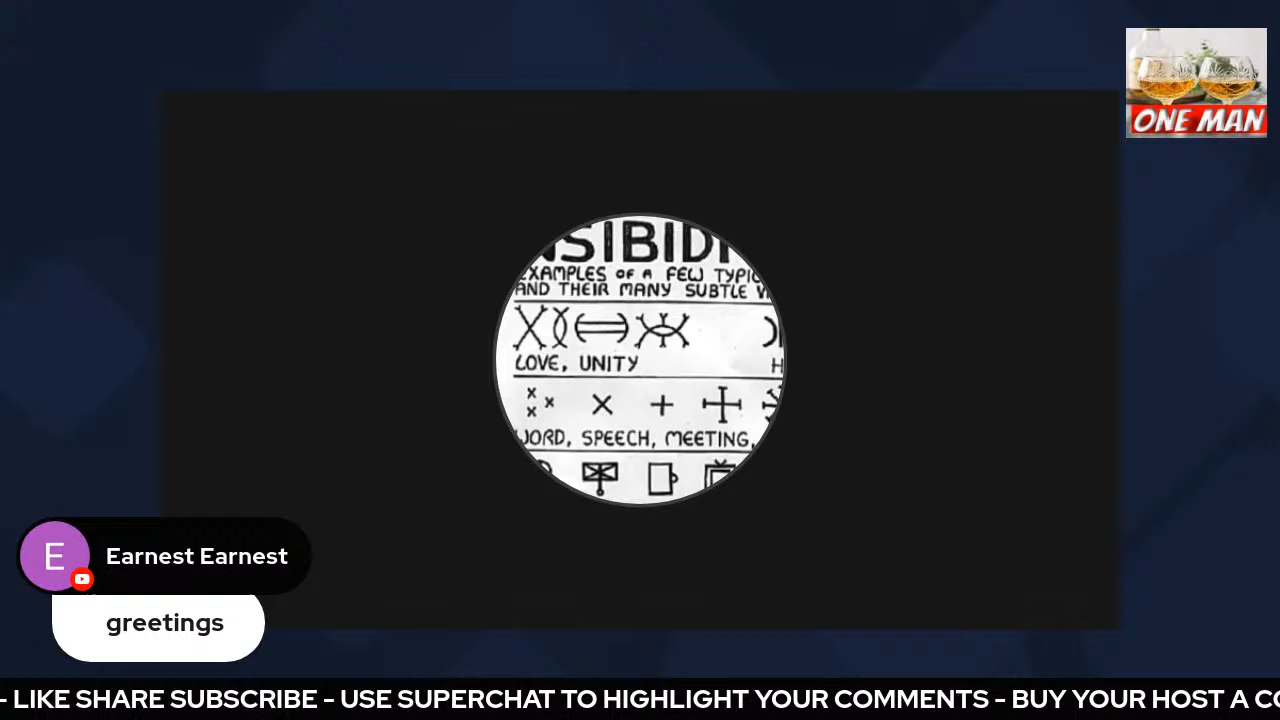 ONE MAN
NSIBIDI
EXAMPLES OF A FEW TYPIC
AND THEIR MANY SUBTLE V
LOVE, UNITY
H
WORD, SPEECH, MEETING,
E
Earnest Earnest
greetings
- LIKE SHARE SUBSCRIBE - USE SUPERCHAT TO HIGHLIGHT YOUR COMMENTS - BUY YOUR HOST A CO